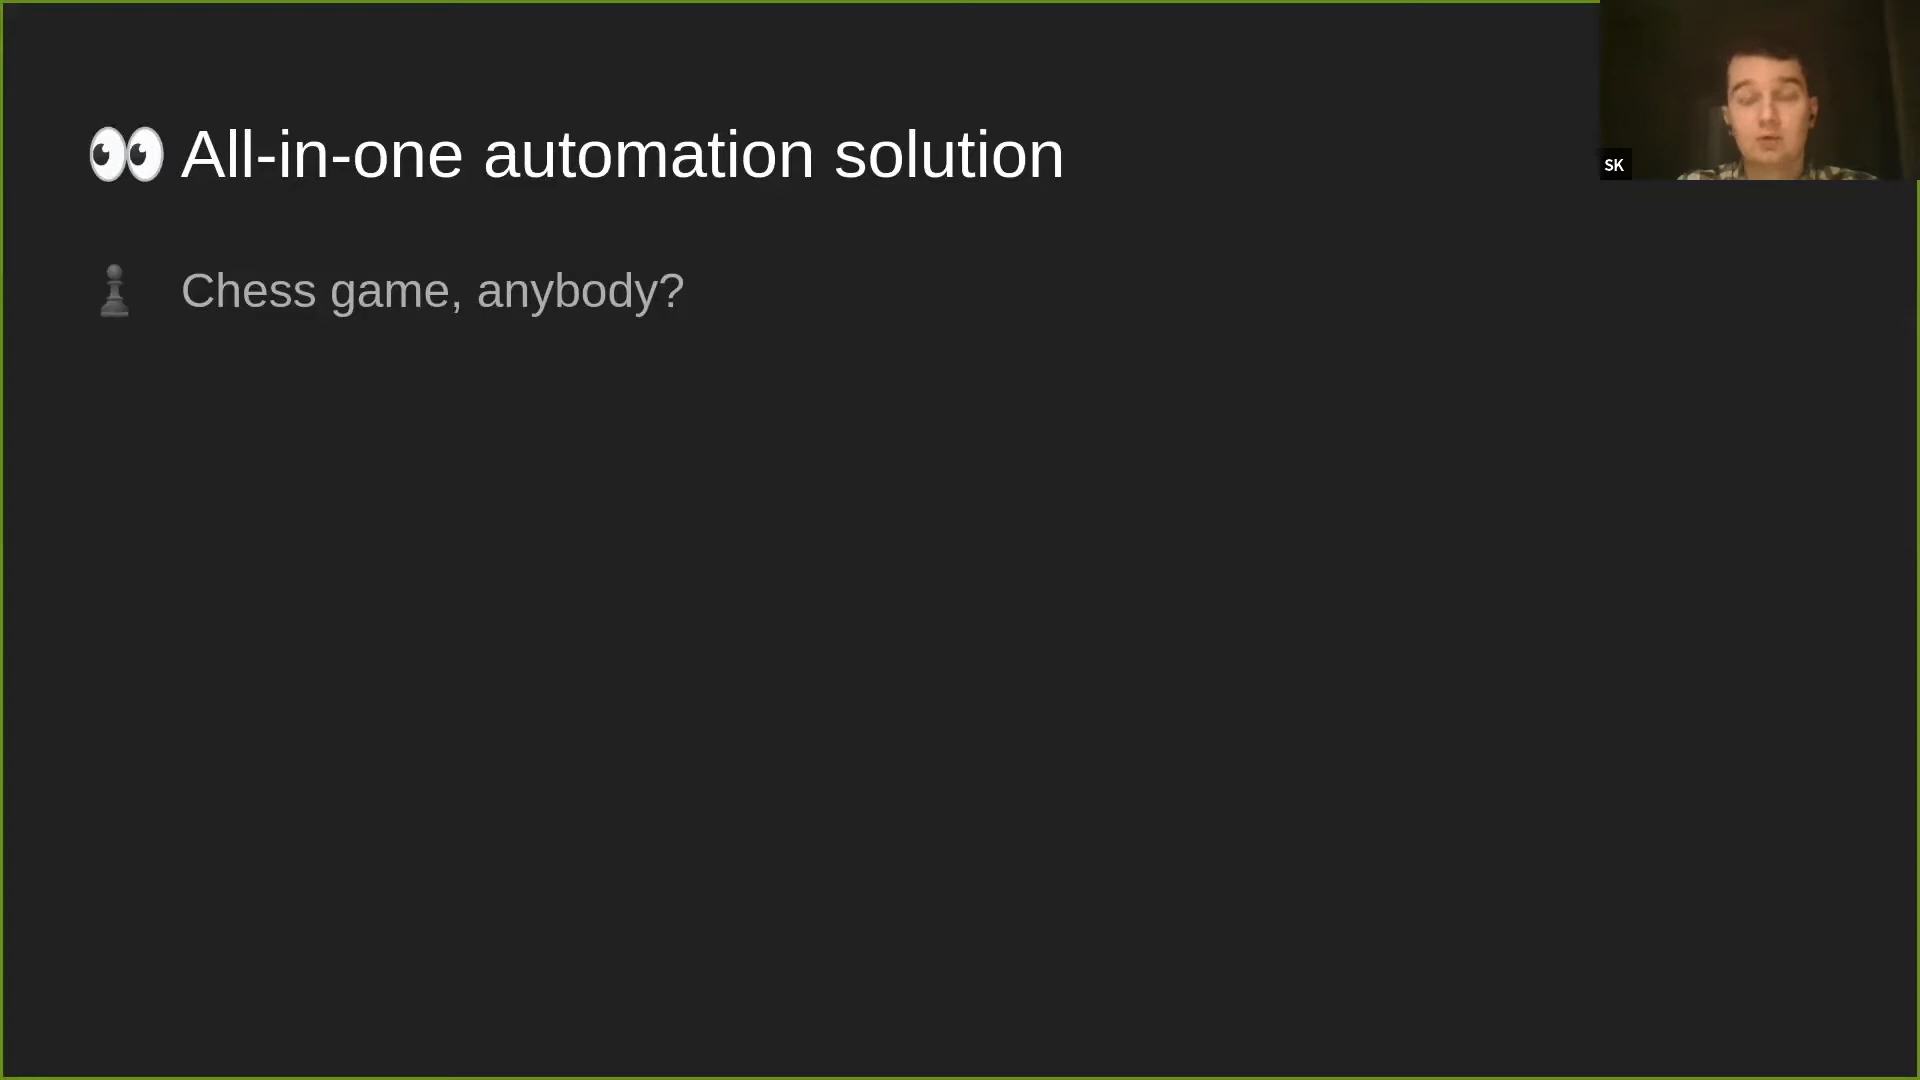 👀 All-in-one automation solution
SK
♟ Chess game, anybody?